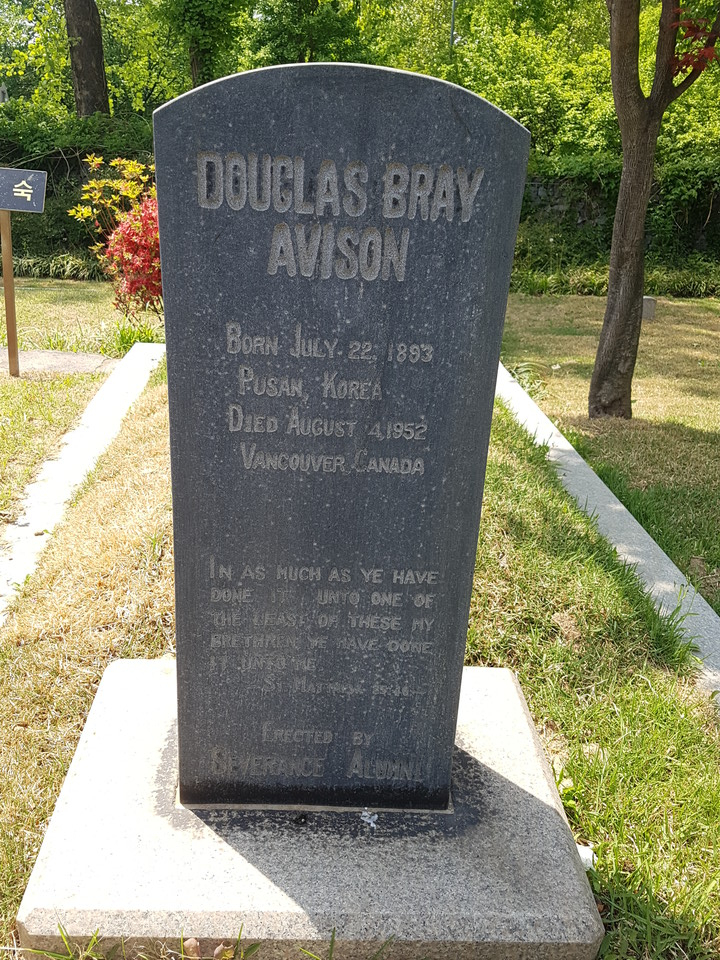 숙
DOUGLAS BRAY
AVISON
BORN JULY 22, 1893
PUSAN, KOREA
DIED AUGUST 4, 1952
VANCOUVER, CANADA
IN AS MUCH AS YE HAVE
DONE IT UNTO ONE OF
THE LEAST OF THESE MY
BRETHREN YE HAVE DONE
IT UNTO ME
ST. MATTHEW
ERECTED BY
SEVERANCE ALUMNI